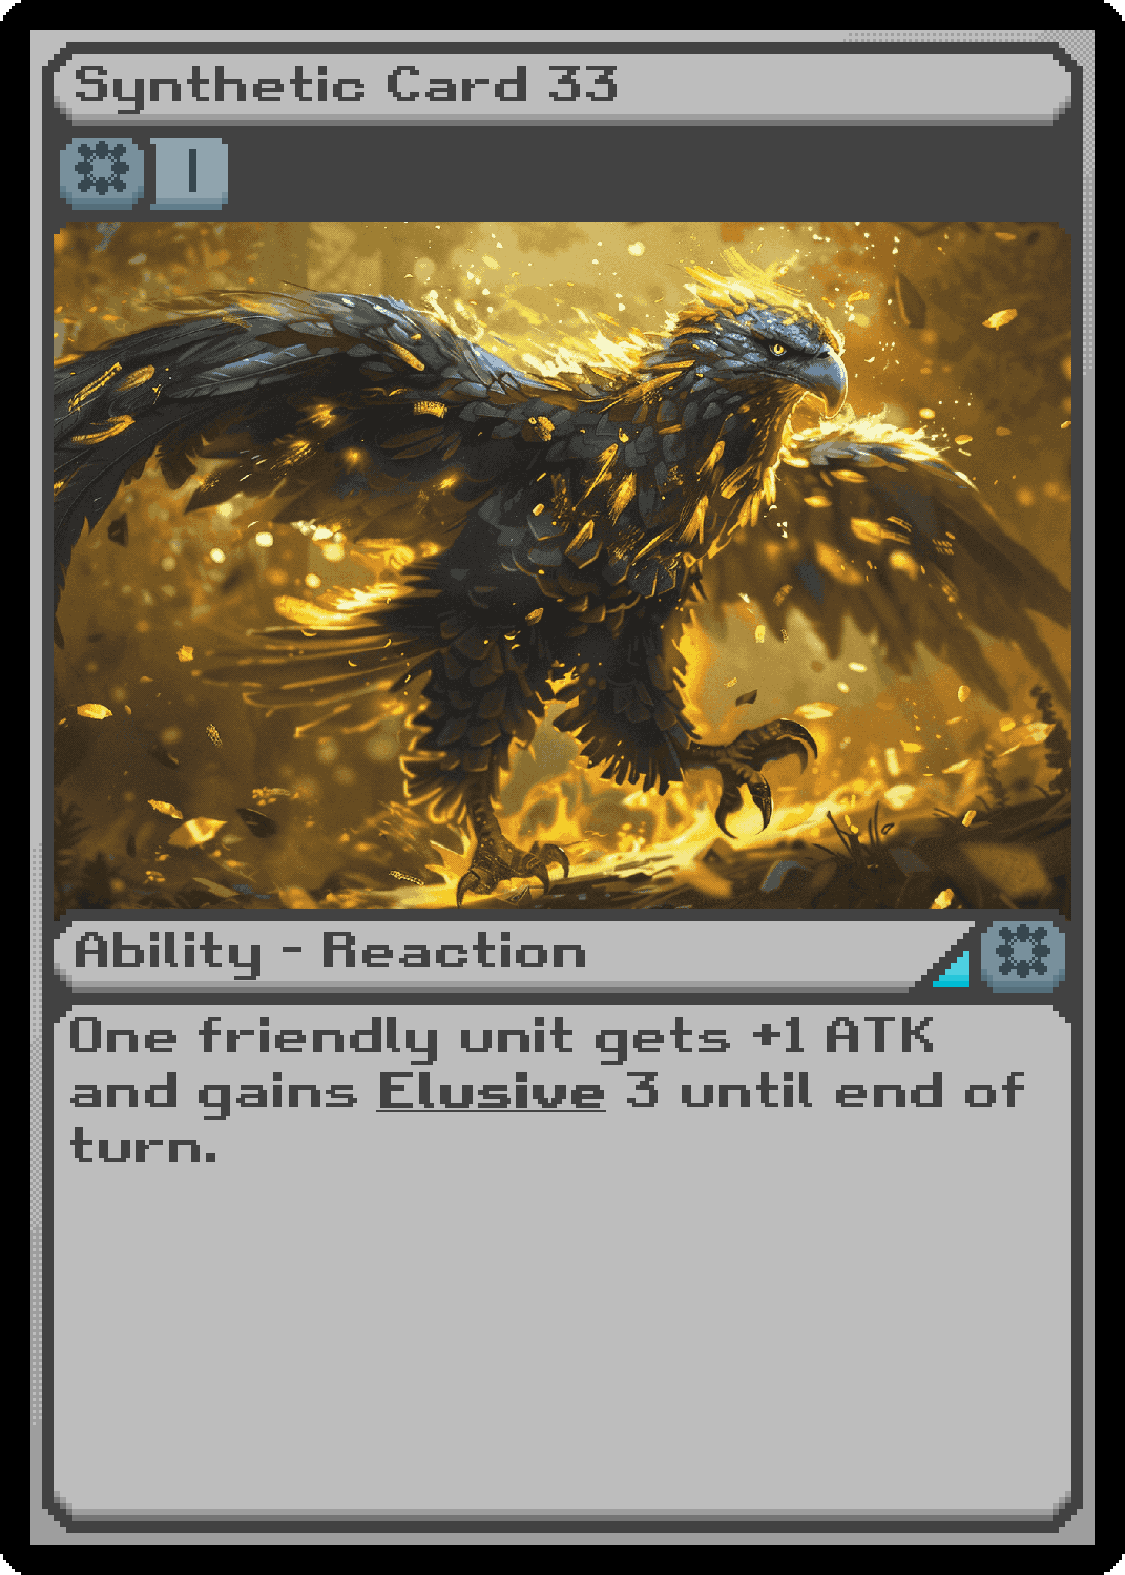 Synthetic Card 33
I
Ability - Reaction
One friendly unit gets +1 ATK
and gains Elusive 3 until end of
turn.